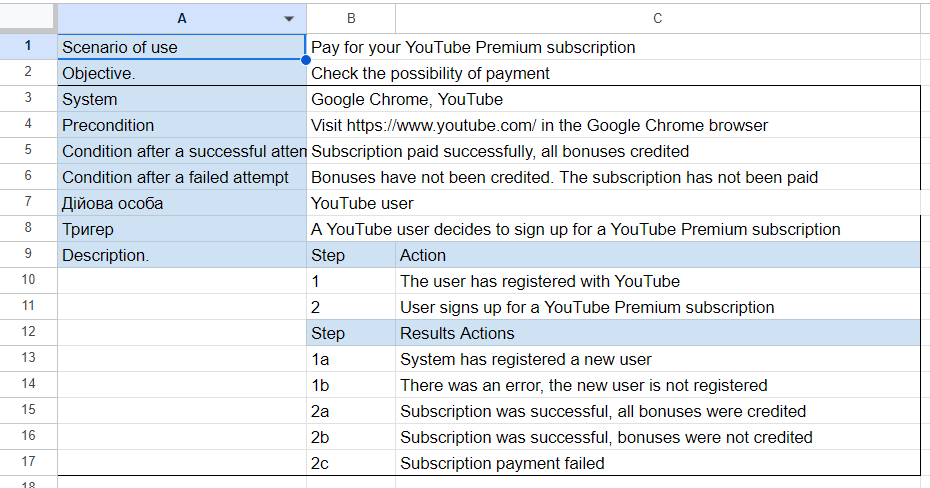 A B C
1 Scenario of use Pay for your YouTube Premium subscription
2 Objective. Check the possibility of payment
3 System Google Chrome, YouTube
4 Precondition Visit https://www.youtube.com/ in the Google Chrome browser
5 Condition after a successful atten Subscription paid successfully, all bonuses credited
6 Condition after a failed attempt Bonuses have not been credited. The subscription has not been paid
7 Дійова особа YouTube user
8 Тригер A YouTube user decides to sign up for a YouTube Premium subscription
9 Description. Step Action
10 1 The user has registered with YouTube
11 2 User signs up for a YouTube Premium subscription
12 Step Results Actions
13 1a System has registered a new user
14 1b There was an error, the new user is not registered
15 2a Subscription was successful, all bonuses were credited
16 2b Subscription was successful, bonuses were not credited
17 2c Subscription payment failed
18